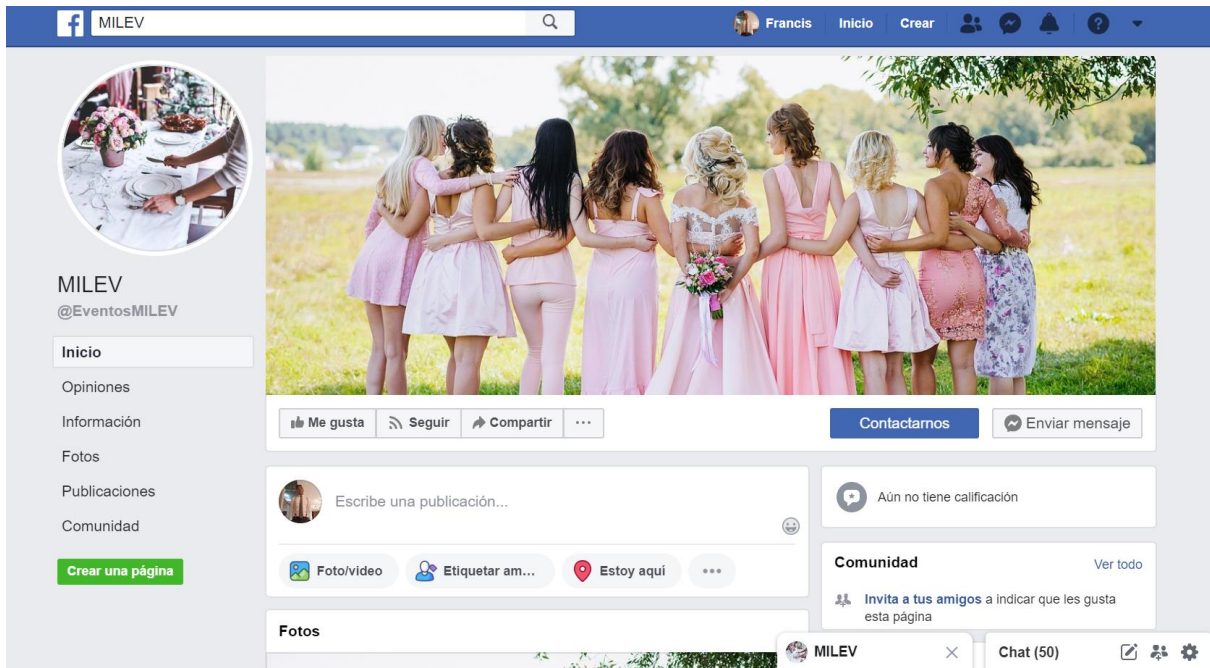 MILEV
Francis
Inicio
Crear
MILEV
@EventosMILEV
Inicio
Opiniones
Información
Fotos
Publicaciones
Comunidad
Crear una página
Me gusta
Seguir
Compartir
Contactarnos
Enviar mensaje
Escribe una publicación...
Foto/video
Etiquetar am...
Estoy aquí
Fotos
Aún no tiene calificación
Comunidad
Ver todo
Invita a tus amigos a indicar que les gusta
esta página
MILEV
Chat (50)